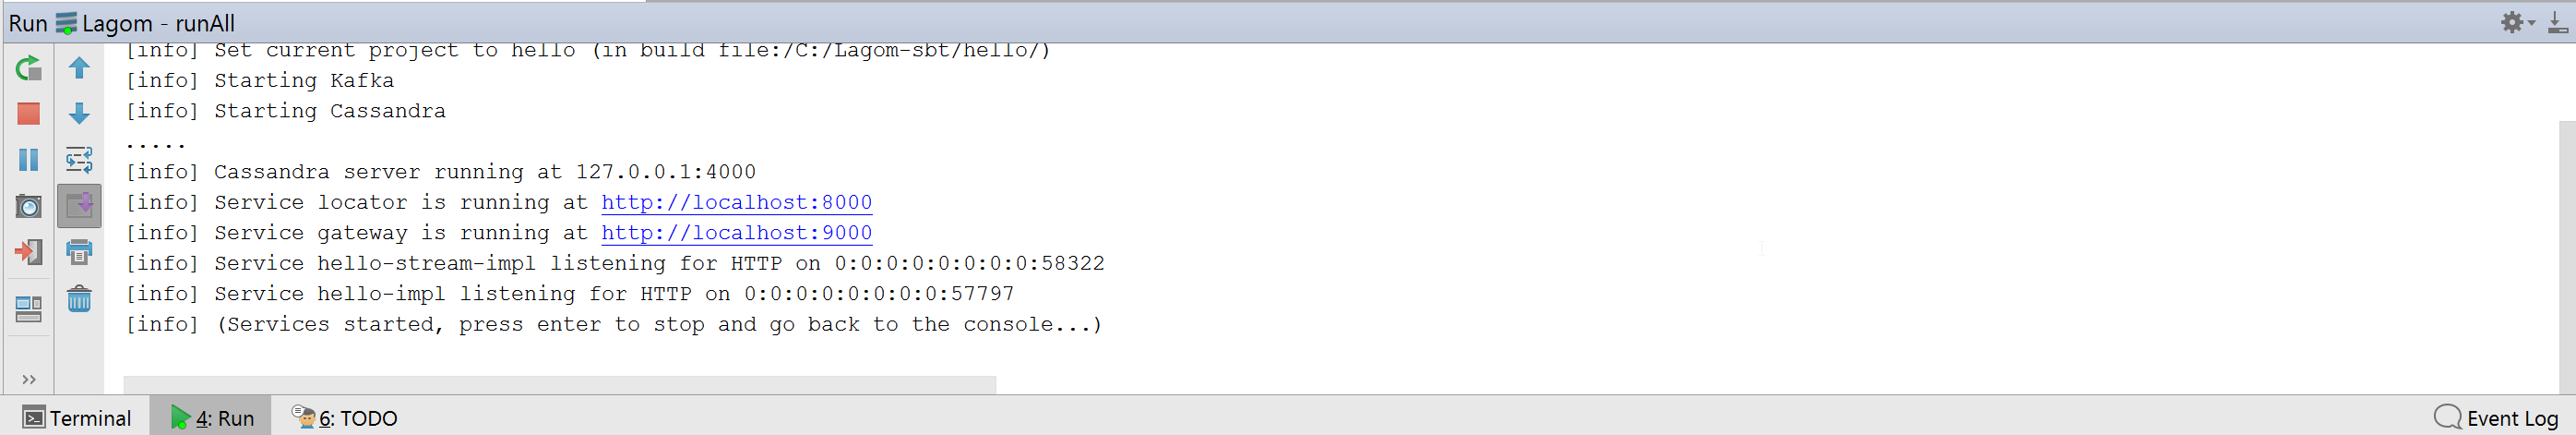 Run Lagom - runAll
[info] Set current project to hello (in build file:/C:/Lagom-sbt/hello/)
[info] Starting Kafka
[info] Starting Cassandra
.....
[info] Cassandra server running at 127.0.0.1:4000
[info] Service locator is running at http://localhost:8000
[info] Service gateway is running at http://localhost:9000
[info] Service hello-stream-impl listening for HTTP on 0:0:0:0:0:0:0:0:58322
[info] Service hello-impl listening for HTTP on 0:0:0:0:0:0:0:0:57797
[info] (Services started, press enter to stop and go back to the console...)
Terminal 4: Run 6: TODO Event Log